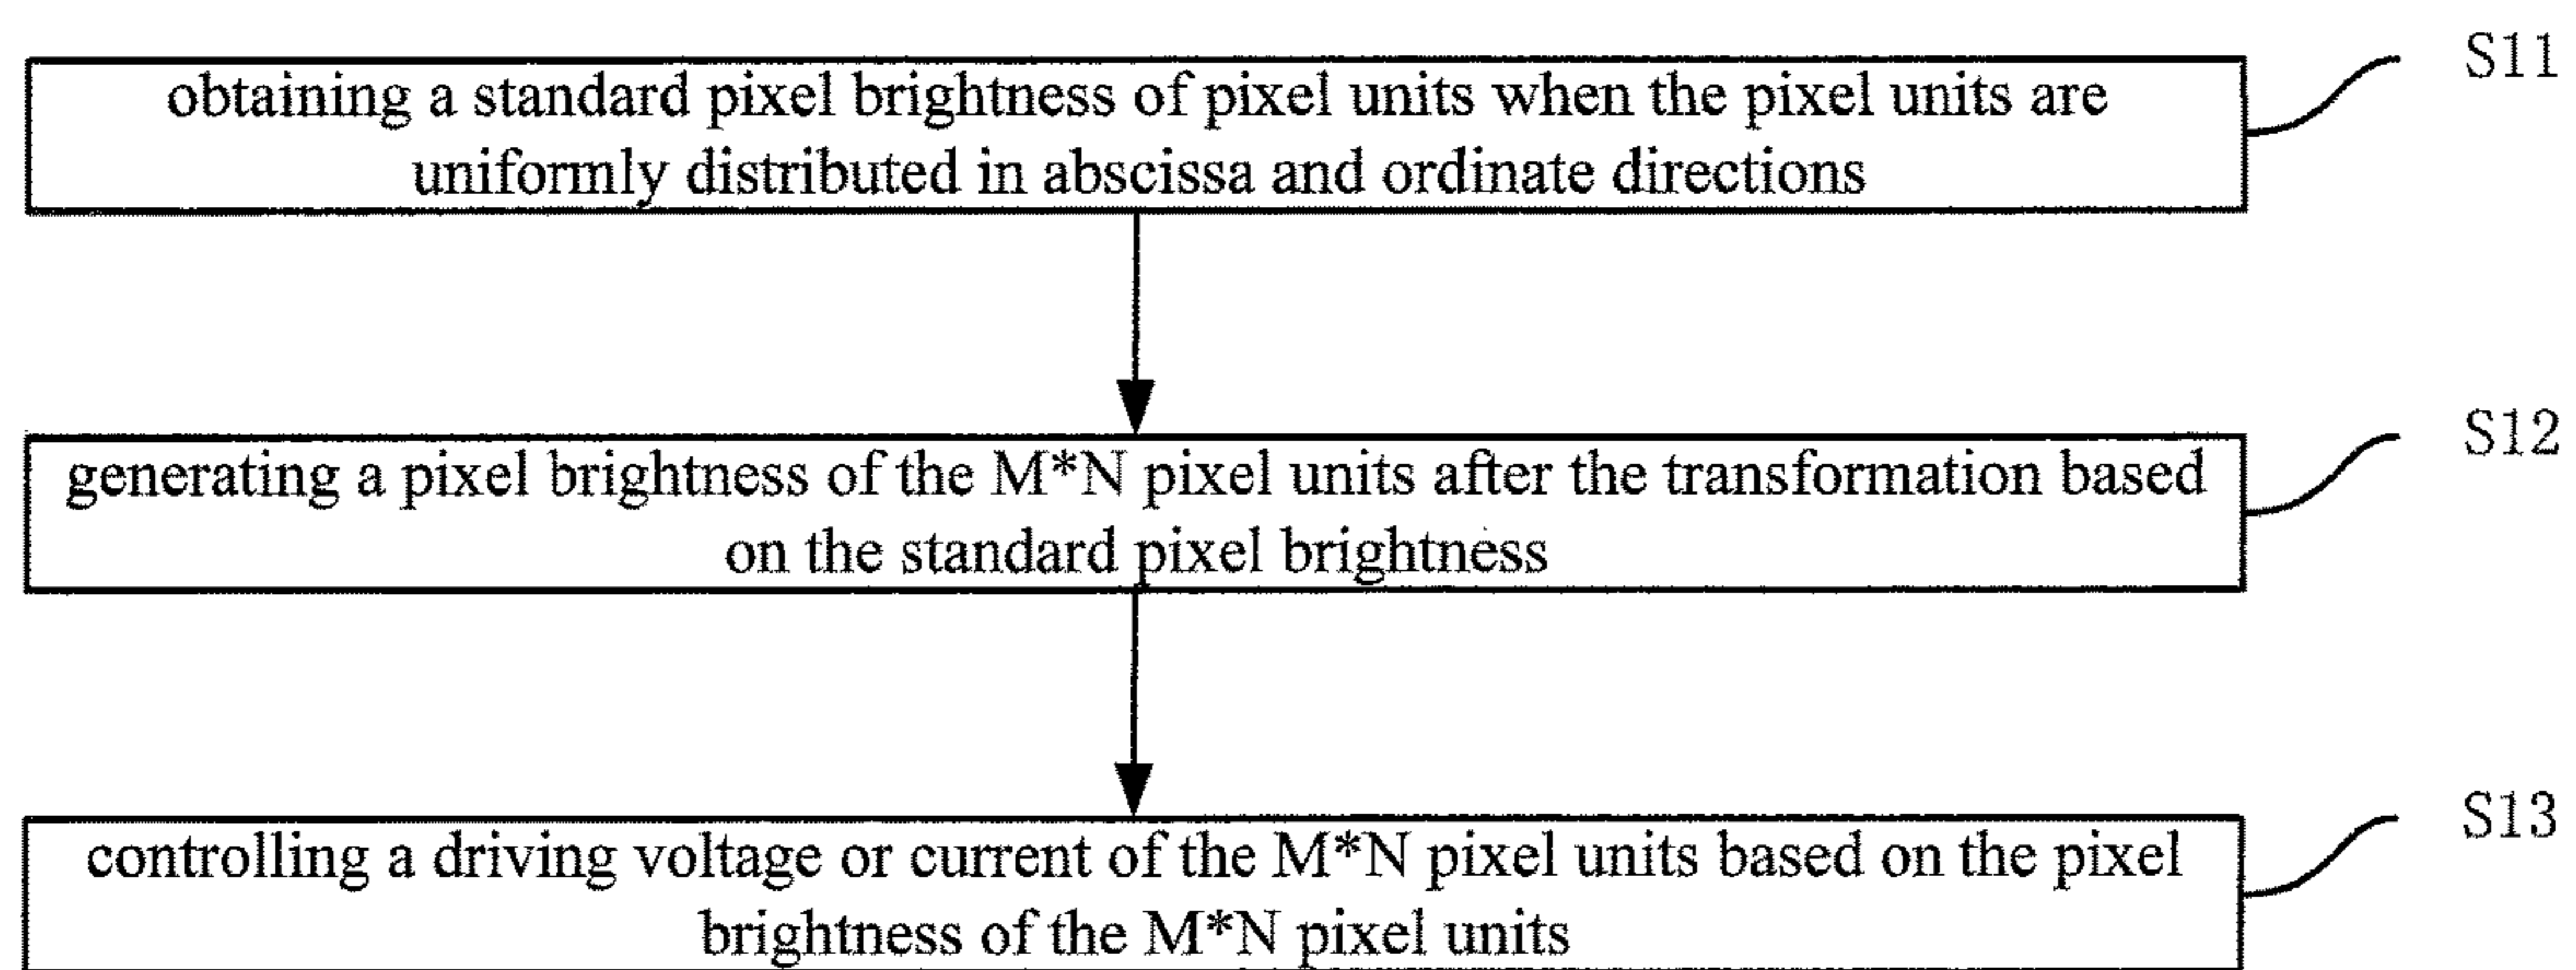 obtaining a standard pixel brightness of pixel units when the pixel units are
uniformly distributed in abscissa and ordinate directions
S11
generating a pixel brightness of the M*N pixel units after the transformation based
on the standard pixel brightness
S12
controlling a driving voltage or current of the M*N pixel units based on the pixel
brightness of the M*N pixel units
S13